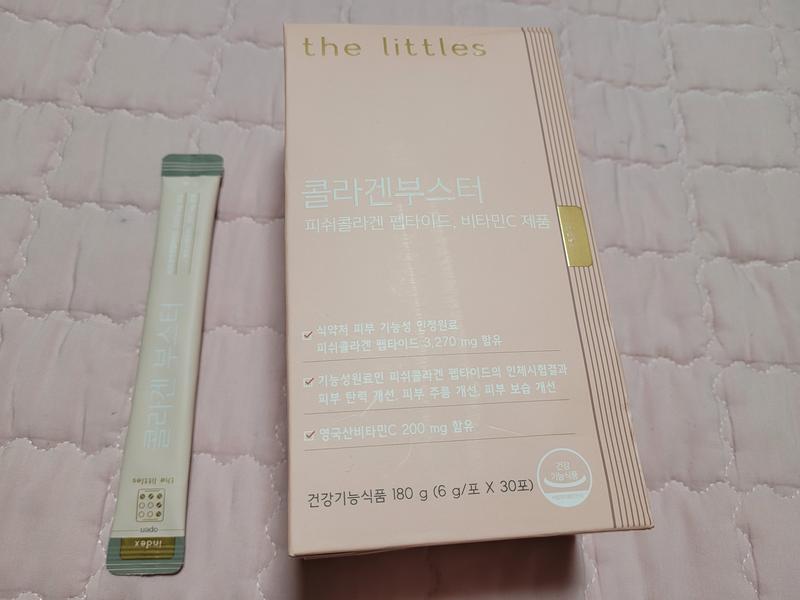 the littles
콜라겐부스터
피쉬콜라겐 펩타이드, 비타민C 제품
식약처 피부 기능성 인정원료
피쉬콜라겐 펩타이드 3,270 mg 함유
기능성원료인 피쉬콜라겐 펩타이드의 인체시험결과
피부 탄력 개선, 피부 주름 개선, 피부 보습 개선
영국산비타민C 200 mg 함유
건강기능식품 180 g (6 g/포 X 30포)
건강
기능식품
콜라겐 부스터
the littles
open
index